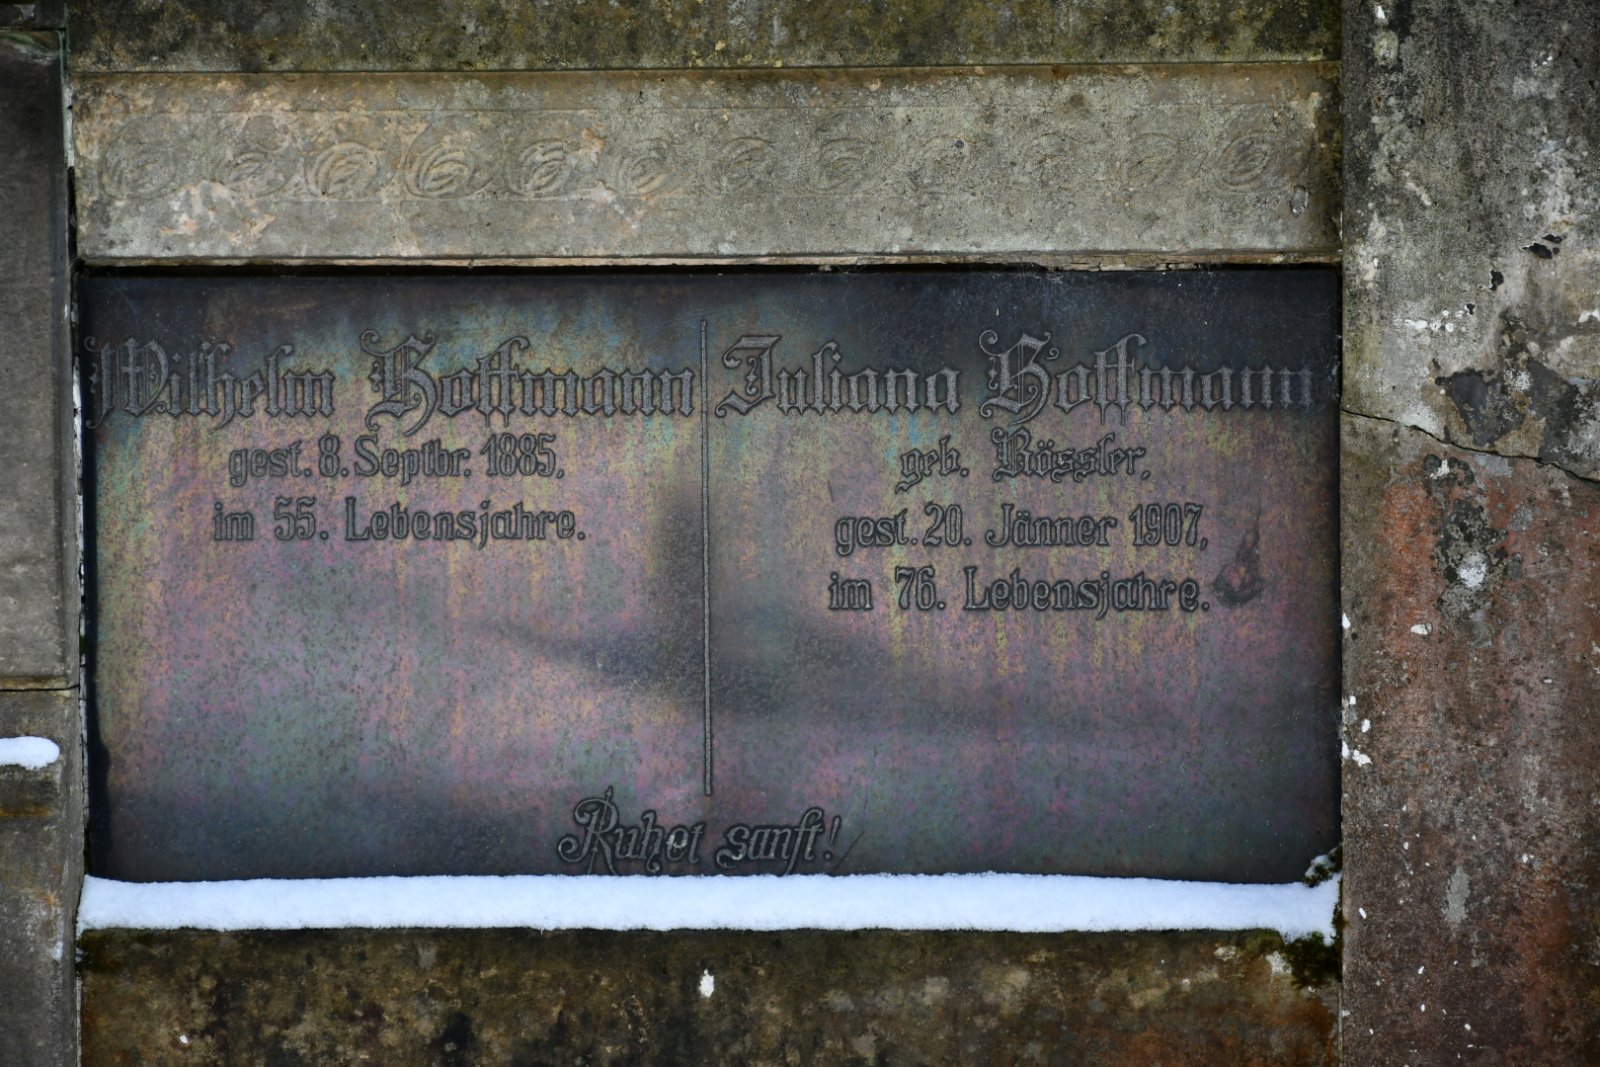 Wilhelm Hoffmann
gest. 8. Septbr. 1885,
im 55. Lebensjahre.
Juliana Hoffmann
geb. Rössler,
gest. 20. Jänner 1907,
im 76. Lebensjahre.
Ruhet sanft!